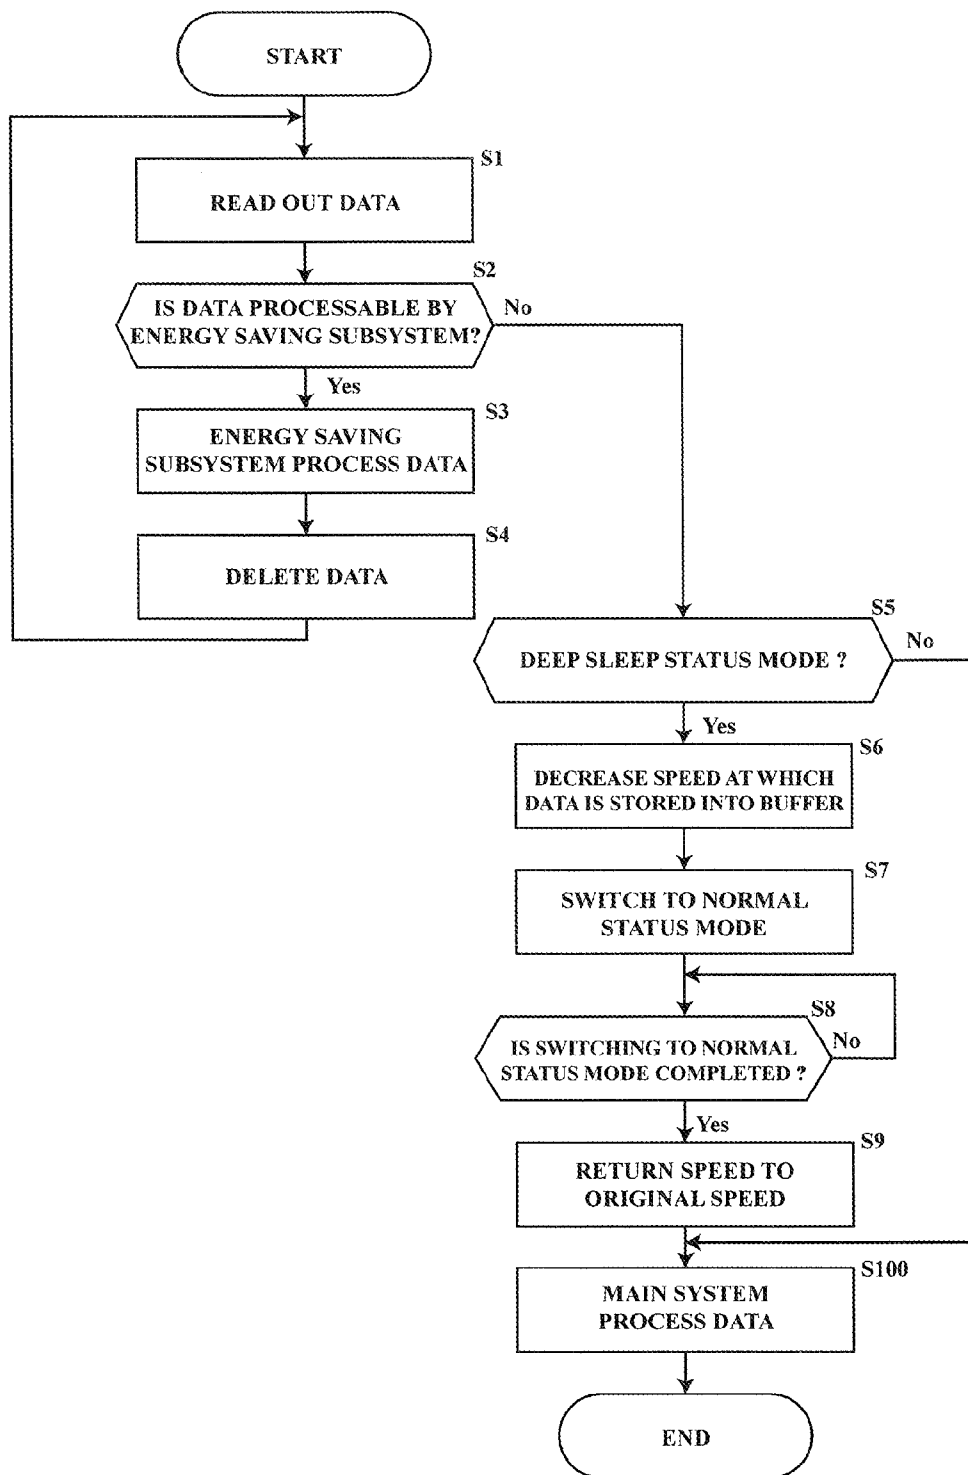 START
S1
READ OUT DATA
S2
IS DATA PROCESSABLE BY
ENERGY SAVING SUBSYSTEM?
No
Yes
S3
ENERGY SAVING
SUBSYSTEM PROCESS DATA
S4
DELETE DATA
S5
DEEP SLEEP STATUS MODE ?
No
Yes
S6
DECREASE SPEED AT WHICH
DATA IS STORED INTO BUFFER
S7
SWITCH TO NORMAL
STATUS MODE
S8
IS SWITCHING TO NORMAL
STATUS MODE COMPLETED ?
No
Yes
S9
RETURN SPEED TO
ORIGINAL SPEED
S100
MAIN SYSTEM
PROCESS DATA
END